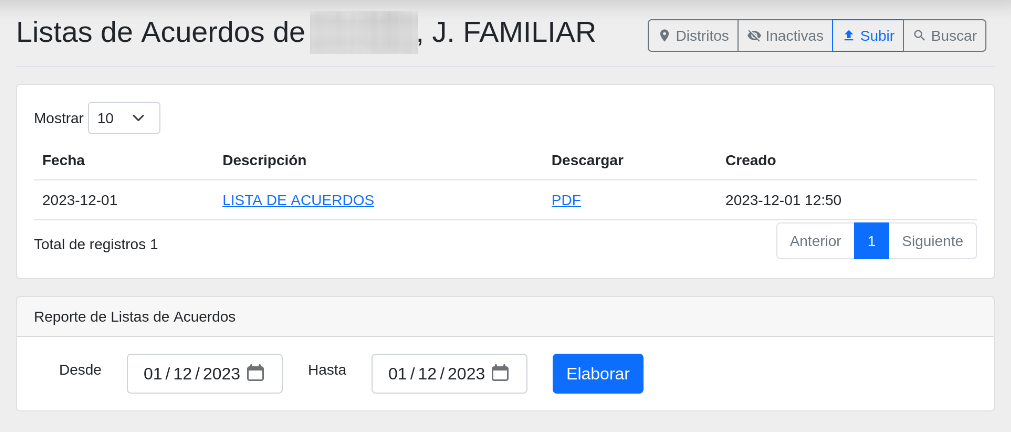 Listas de Acuerdos de , J. FAMILIAR
Distritos Inactivas Subir Buscar
Mostrar 10
Fecha Descripción Descargar Creado
2023-12-01 LISTA DE ACUERDOS PDF 2023-12-01 12:50
Total de registros 1
Anterior 1 Siguiente
Reporte de Listas de Acuerdos
Desde 01/12/2023 Hasta 01/12/2023 Elaborar